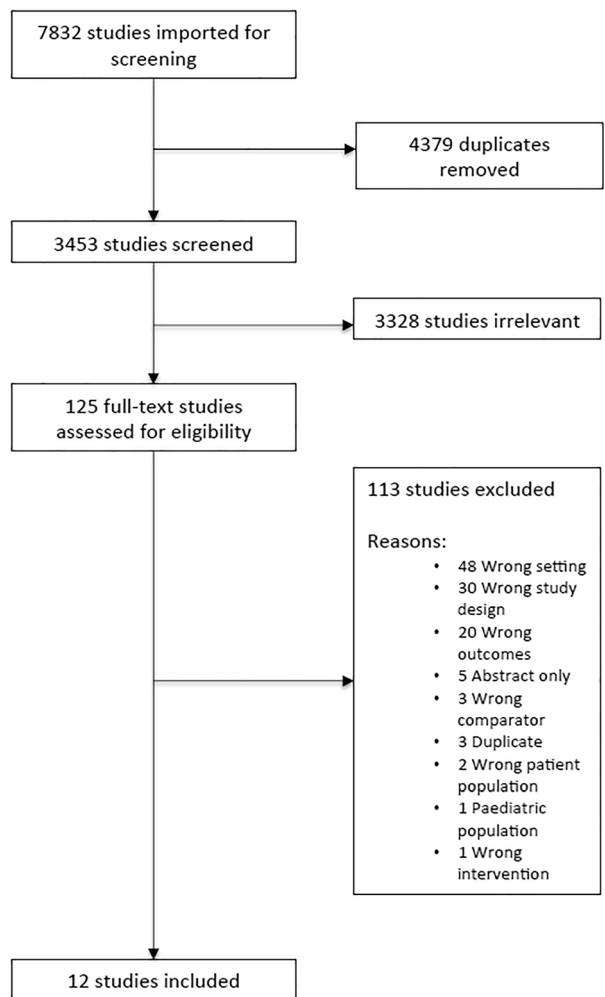 7832 studies imported for
screening
4379 duplicates
removed
3453 studies screened
3328 studies irrelevant
125 full-text studies
assessed for eligibility
113 studies excluded
Reasons:
• 48 Wrong setting
• 30 Wrong study
design
• 20 Wrong
outcomes
• 5 Abstract only
• 3 Wrong
comparator
• 3 Duplicate
• 2 Wrong patient
population
• 1 Paediatric
population
• 1 Wrong
intervention
12 studies included